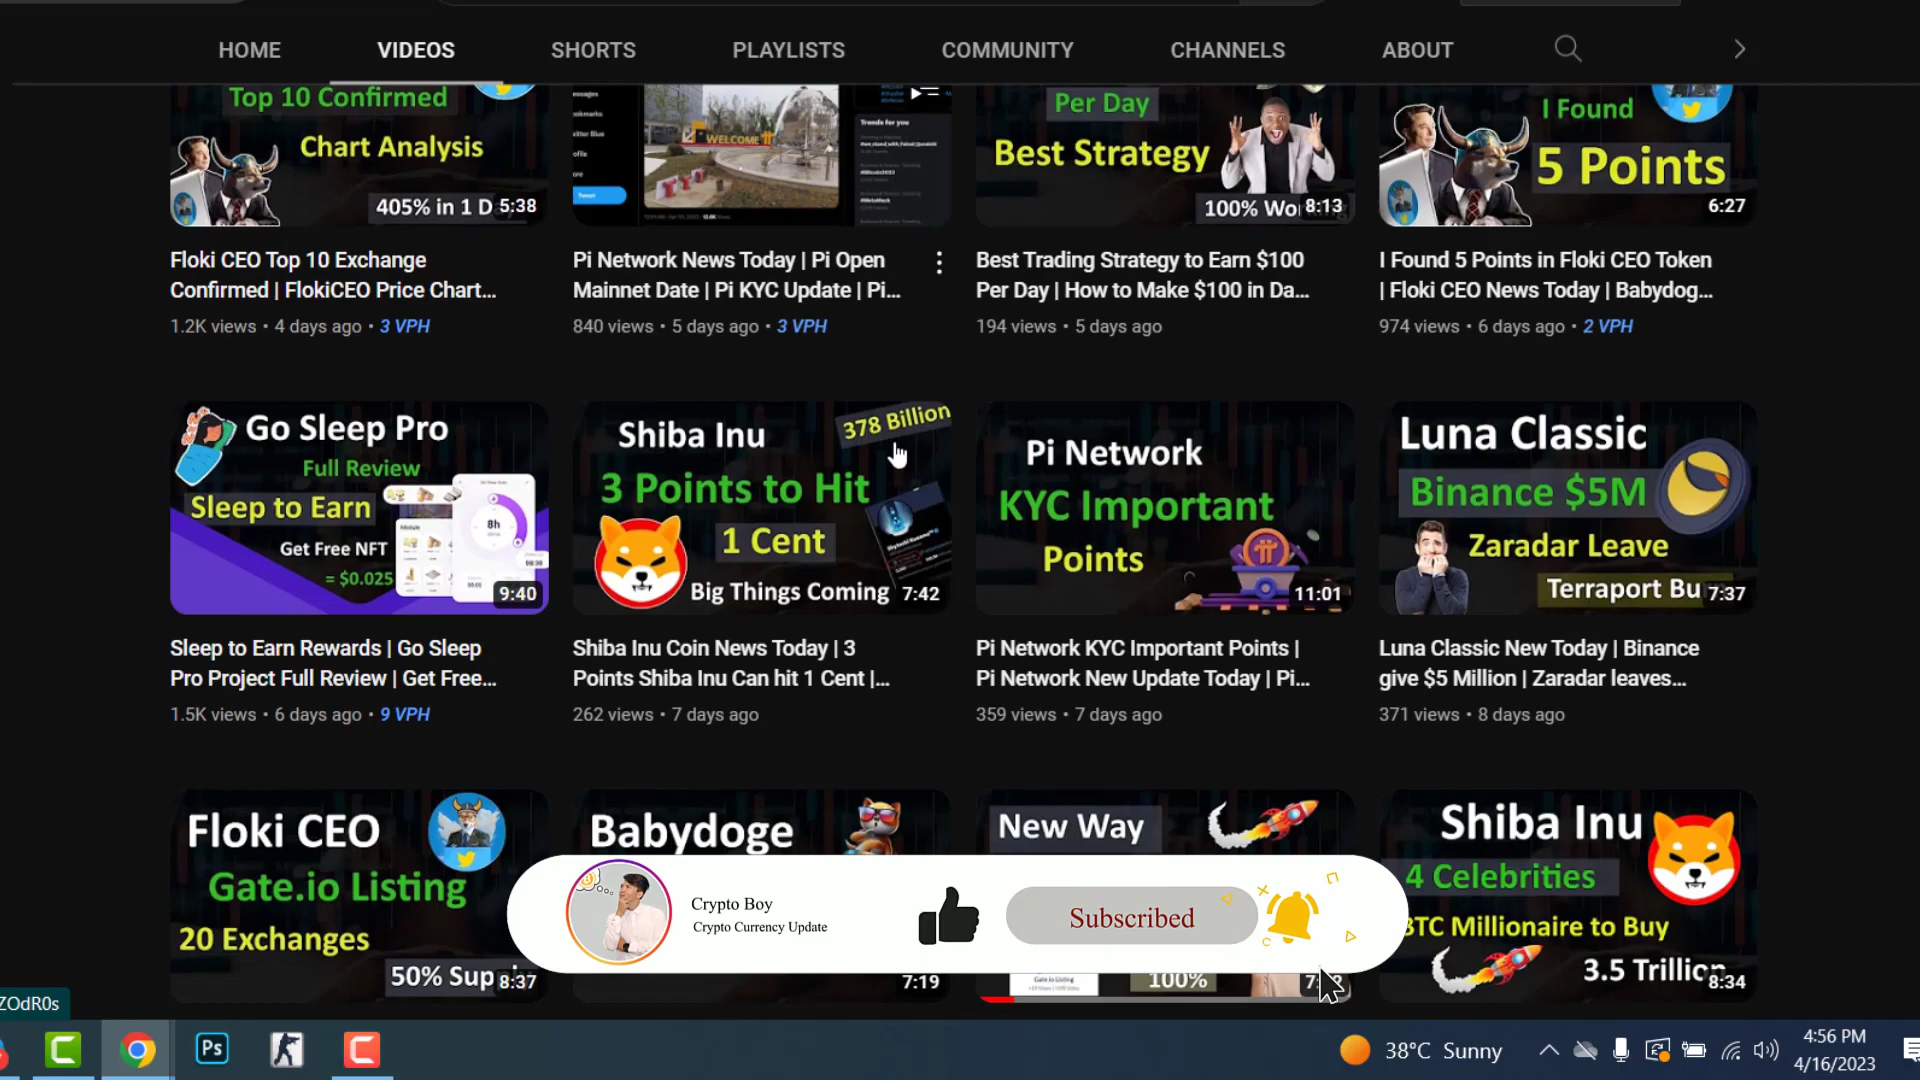 HOME VIDEOS SHORTS PLAYLISTS COMMUNITY CHANNELS ABOUT
Top 10 Confirmed
Chart Analysis
405% in 1 D
5:38
WELCOME
Trends for you
Tweet
Per Day
Best Strategy
8:13
I Found
5 Points
6:27
Floki CEO Top 10 Exchange
Confirmed | FlokiCEO Price Chart...
1.2K views • 4 days ago • 3 VPH
Pi Network News Today | Pi Open
Mainnet Date | Pi KYC Update | Pi...
840 views • 5 days ago • 3 VPH
Best Trading Strategy to Earn $100
Per Day | How to Make $100 in Da...
194 views • 5 days ago
I Found 5 Points in Floki CEO Token
| Floki CEO News Today | Babydog...
974 views • 6 days ago • 2 VPH
Go Sleep Pro
Full Review
Sleep to Earn
Get Free NFT
= $0.025
8h
9:40
Shiba Inu
378 Billion
3 Points to Hit
1 Cent
Big Things Coming
7:42
Pi Network
KYC Important
Points
11:01
Luna Classic
Binance $5M
Zaradar Leave
Terraport Bu
7:37
Sleep to Earn Rewards | Go Sleep
Pro Project Full Review | Get Free...
1.5K views • 6 days ago • 9 VPH
Shiba Inu Coin News Today | 3
Points Shiba Inu Can hit 1 Cent |...
262 views • 7 days ago
Pi Network KYC Important Points |
Pi Network New Update Today | Pi...
359 views • 7 days ago
Luna Classic New Today | Binance
give $5 Million | Zaradar leaves...
371 views • 8 days ago
Floki CEO
Gate.io Listing
20 Exchanges
50% Sup
8:37
Babydoge
7:19
New Way
Gate.io Listing
100%
Shiba Inu
4 Celebrities
BTC Millionaire to Buy
3.5 Trillion
8:34
Crypto Boy
Crypto Currency Update
Subscribed
ZOdR0s
Ps
38°C Sunny
4:56 PM
4/16/2023